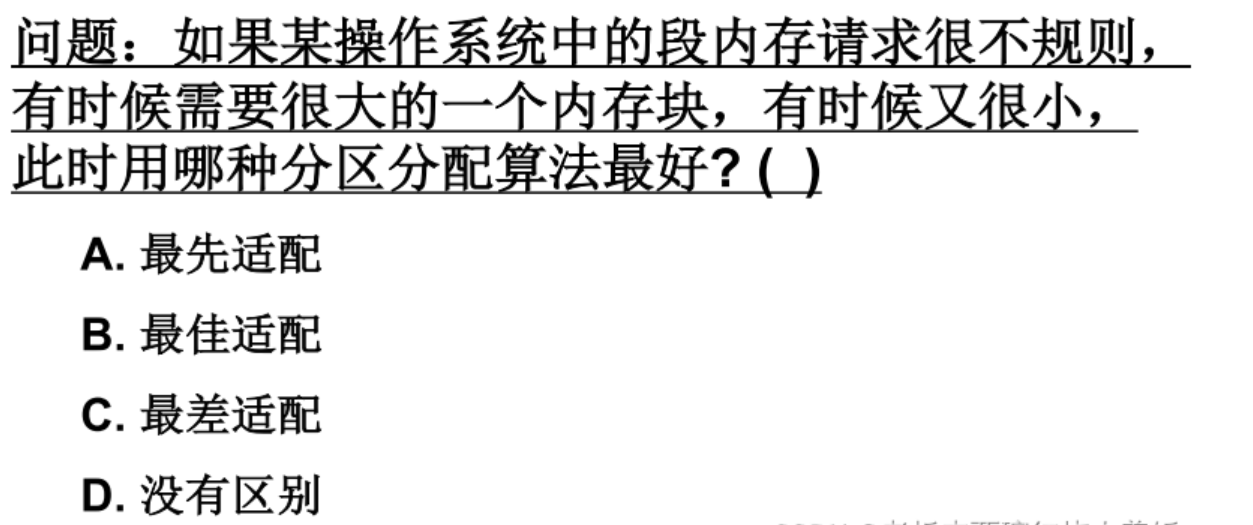 问题：如果某操作系统中的段内存请求很不规则，
有时候需要很大的一个内存块，有时候又很小，
此时用哪种分区分配算法最好？( )
A. 最先适配
B. 最佳适配
C. 最差适配
D. 没有区别